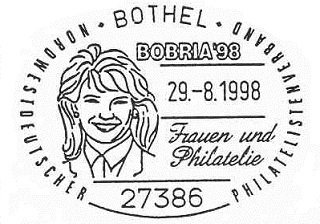 NORDWESTDEUTSCHER · BOTHEL · PHILATELISTENVERBAND
BOBRIA'98
29.-8.1998
Frauen und
Philatelie
27386